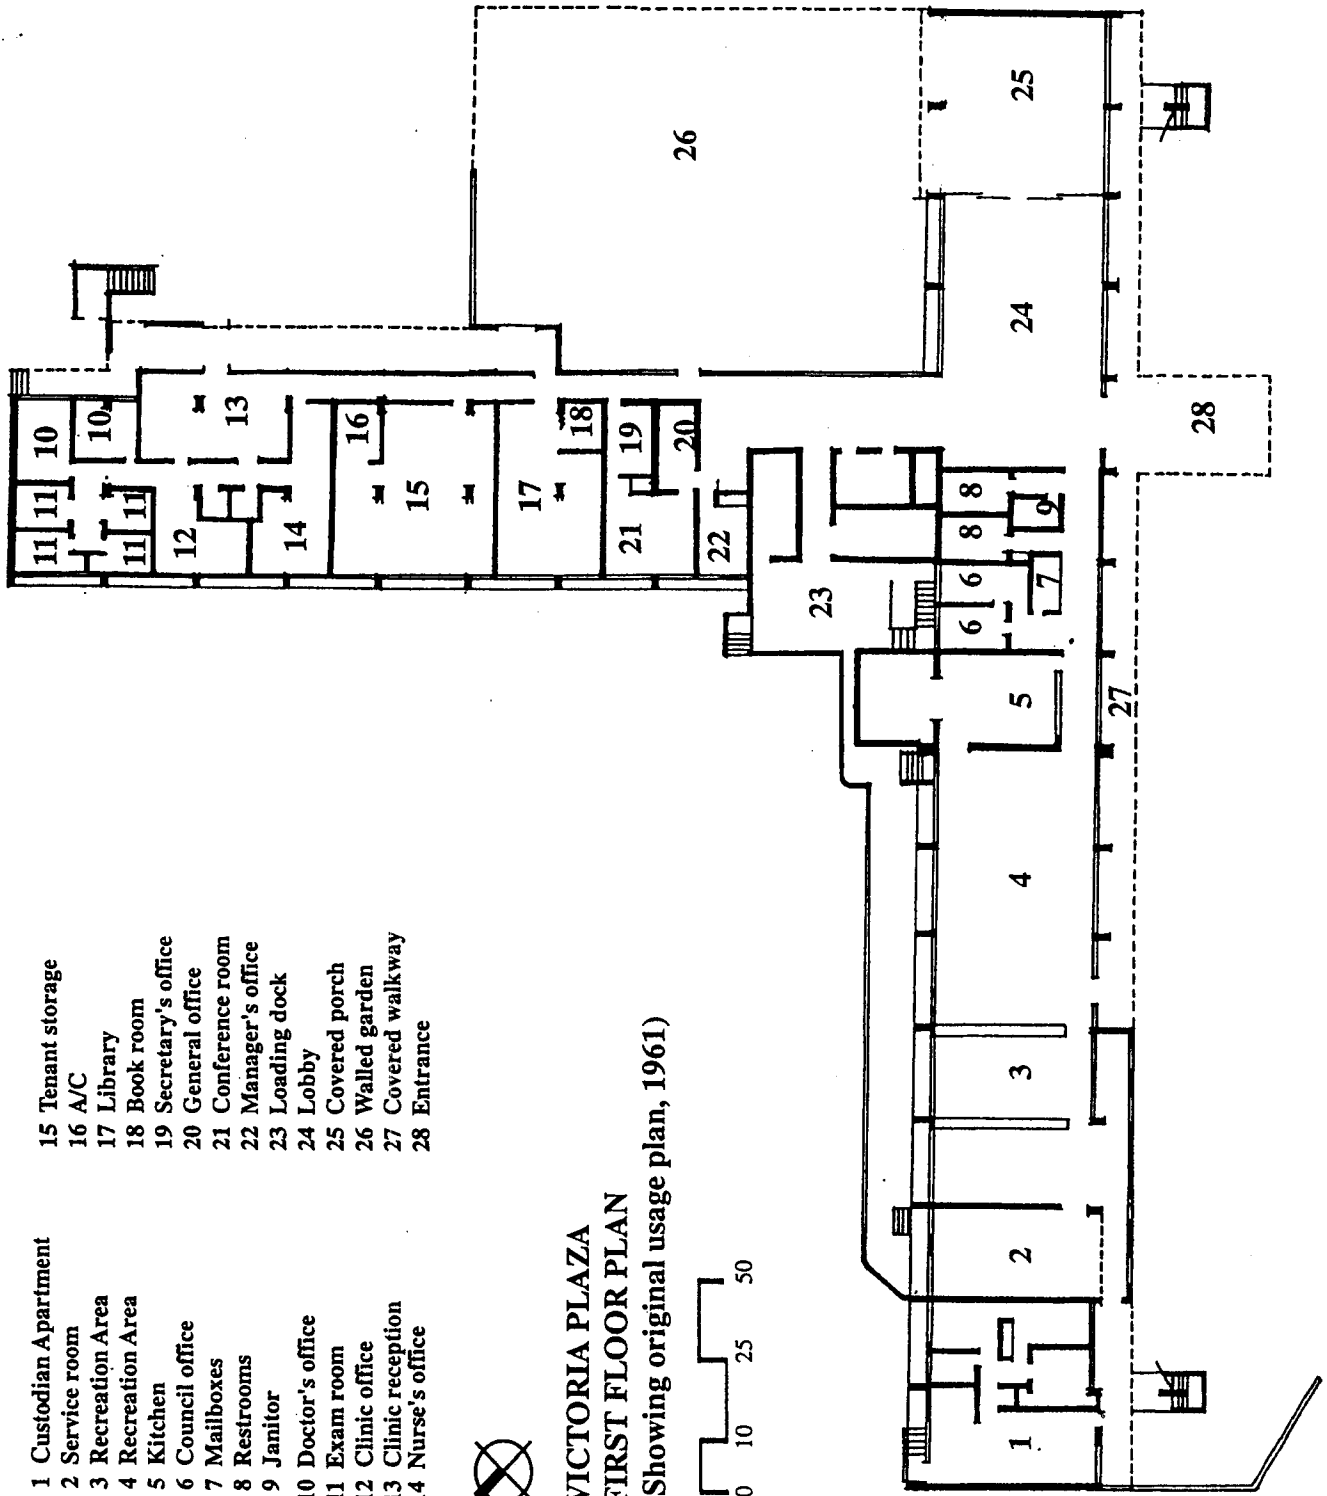 1 Custodian Apartment
2 Service room
3 Recreation Area
4 Recreation Area
5 Kitchen
6 Council office
7 Mailboxes
8 Restrooms
9 Janitor
10 Doctor's office
11 Exam room
12 Clinic office
13 Clinic reception
14 Nurse's office
15 Tenant storage
16 A/C
17 Library
18 Book room
19 Secretary's office
20 General office
21 Conference room
22 Manager's office
23 Loading dock
24 Lobby
25 Covered porch
26 Walled garden
27 Covered walkway
28 Entrance
VICTORIA PLAZA
FIRST FLOOR PLAN
Showing original usage plan, 1961)
0 10 25 50
10
10
11
11
11
11
12
13
14
15
16
17
18
19
20
21
22
23
26
25
24
28
8
8
9
6
6
7
5
27
4
3
2
1